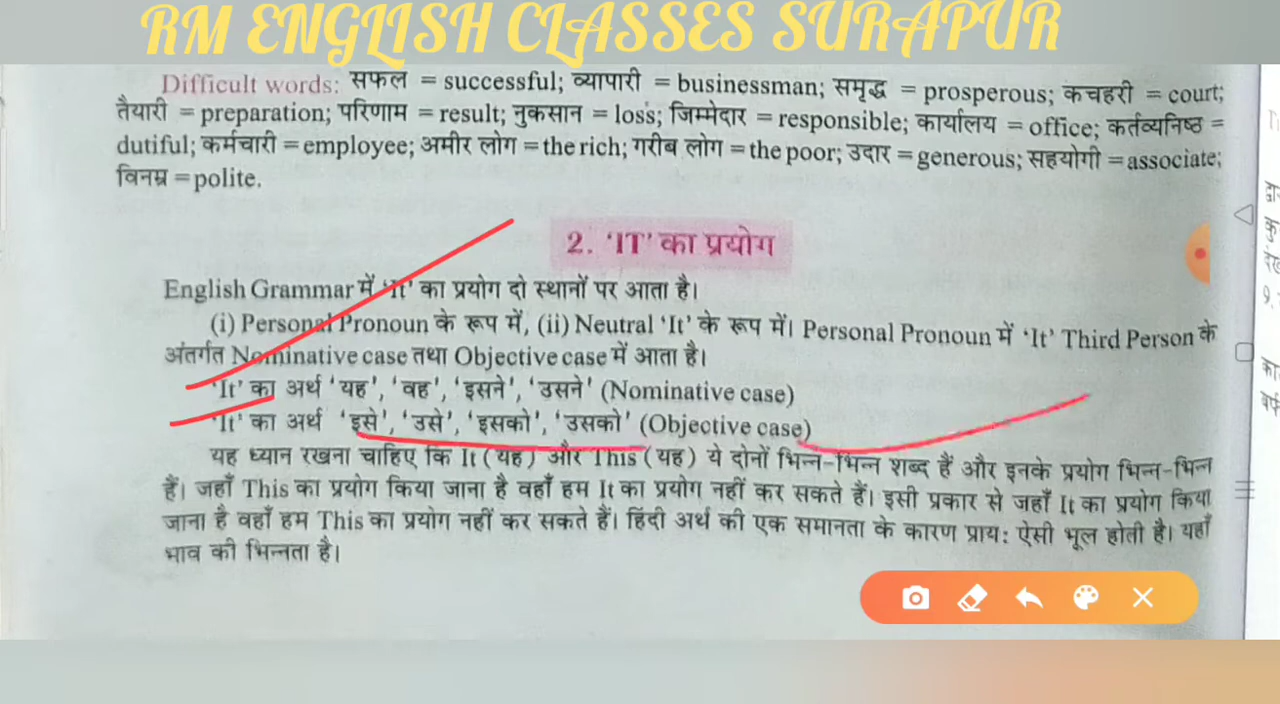 RM ENGLISH CLASSES SURAPUR
Difficult words: सफल = successful; व्यापारी = businessman; समृद्ध = prosperous; कचहरी = court;
तैयारी = preparation; परिणाम = result; नुकसान = loss; जिम्मेदार = responsible; कार्यालय = office; कर्तव्यनिष्ठ =
dutiful; कर्मचारी = employee; अमीर लोग = the rich; गरीब लोग = the poor; उदार = generous; सहयोगी = associate;
विनम्र = polite.
2. 'IT' का प्रयोग
English Grammar में 'It' का प्रयोग दो स्थानों पर आता है।
(i) Personal Pronoun के रूप में, (ii) Neutral 'It' के रूप में। Personal Pronoun में 'It' Third Person के
अंतर्गत Nominative case तथा Objective case में आता है।
'It' का अर्थ 'यह', 'वह', 'इसने', 'उसने' (Nominative case)
'It' का अर्थ 'इसे', 'उसे', 'इसको', 'उसको' (Objective case)
यह ध्यान रखना चाहिए कि It (यह) और This (यह) ये दोनों भिन्न-भिन्न शब्द हैं और इनके प्रयोग भिन्न-भिन्न
हैं। जहाँ This का प्रयोग किया जाना है वहाँ हम It का प्रयोग नहीं कर सकते हैं। इसी प्रकार से जहाँ It का प्रयोग किया
जाना है वहाँ हम This का प्रयोग नहीं कर सकते हैं। हिंदी अर्थ की एक समानता के कारण प्राय: ऐसी भूल होती है। यहाँ
भाव की भिन्नता है।